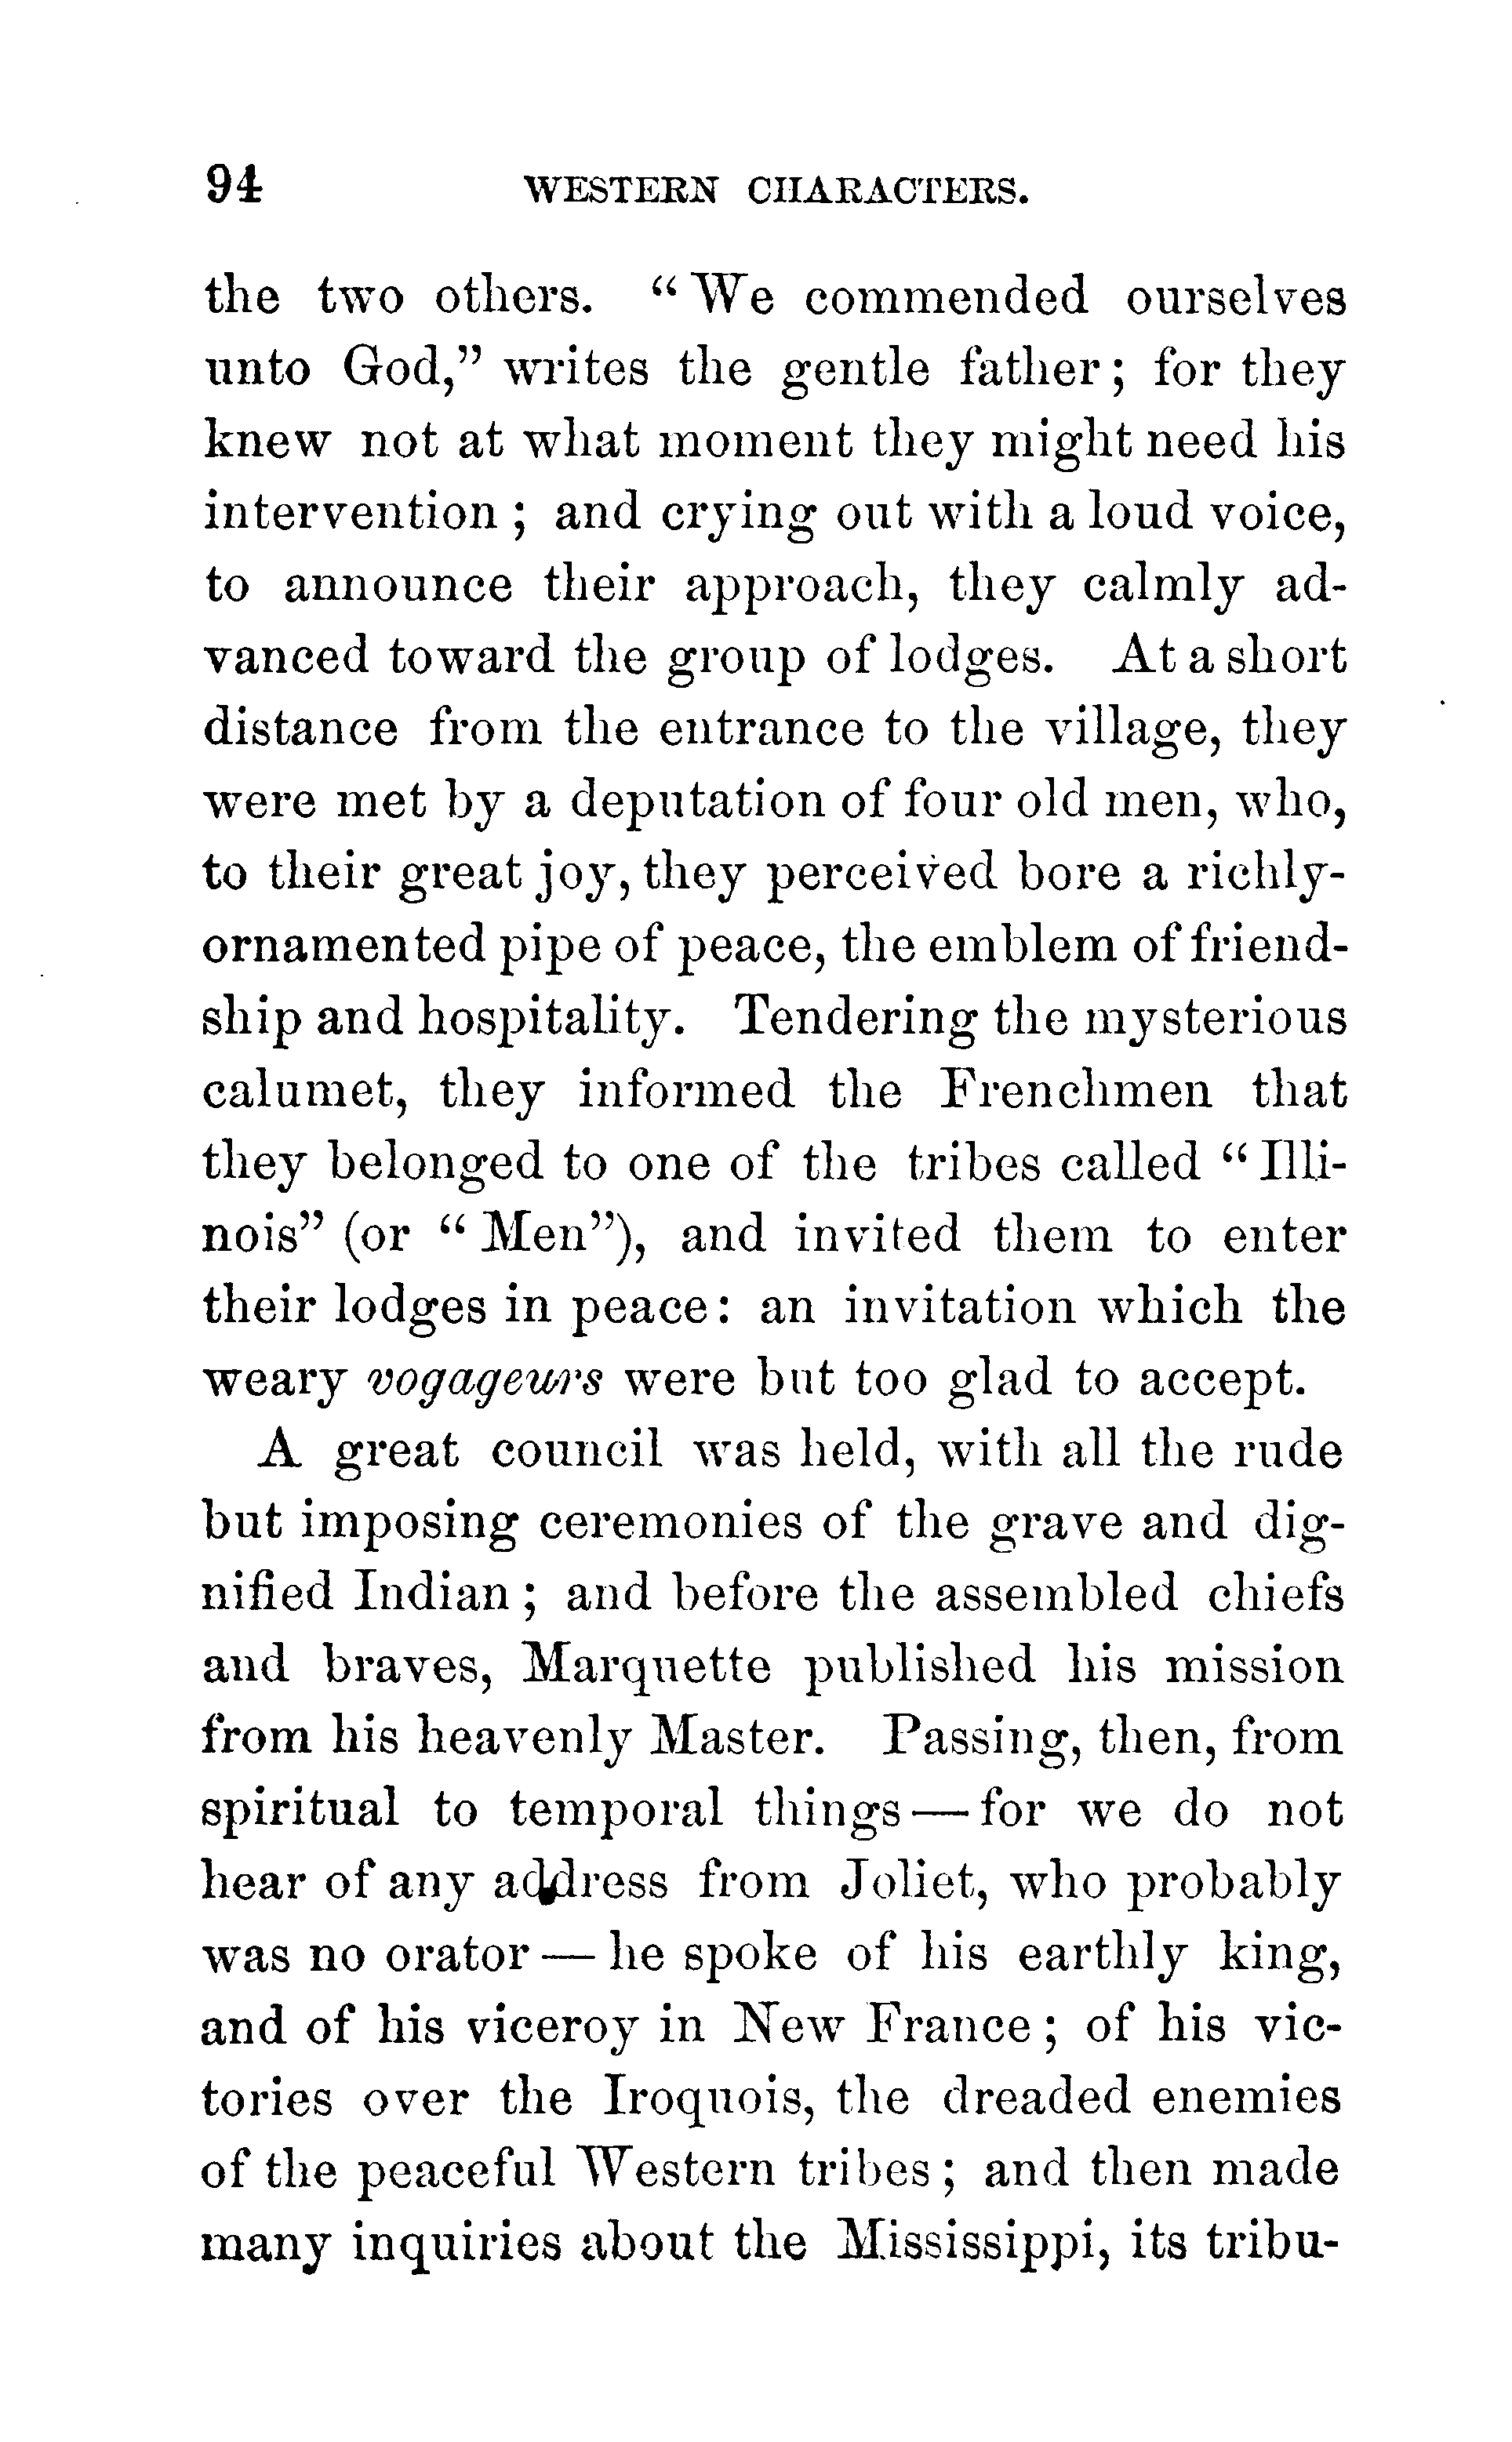 94 WESTERN CHARACTERS.
the two others. “We commended ourselves
unto God,” writes the gentle father; for they
knew not at what moment they might need his
intervention; and crying out with a loud voice,
to announce their approach, they calmly ad-
vanced toward the group of lodges. At a short
distance from the entrance to the village, they
were met by a deputation of four old men, who,
to their great joy, they perceived bore a richly-
ornamented pipe of peace, the emblem of friend-
ship and hospitality. Tendering the mysterious
calumet, they informed the Frenchmen that
they belonged to one of the tribes called “Illi-
nois” (or “Men”), and invited them to enter
their lodges in peace: an invitation which the
weary vogageurs were but too glad to accept.
A great council was held, with all the rude
but imposing ceremonies of the grave and dig-
nified Indian; and before the assembled chiefs
and braves, Marquette published his mission
from his heavenly Master. Passing, then, from
spiritual to temporal things—for we do not
hear of any address from Joliet, who probably
was no orator—he spoke of his earthly king,
and of his viceroy in New France; of his vic-
tories over the Iroquois, the dreaded enemies
of the peaceful Western tribes; and then made
many inquiries about the Mississippi, its tribu-